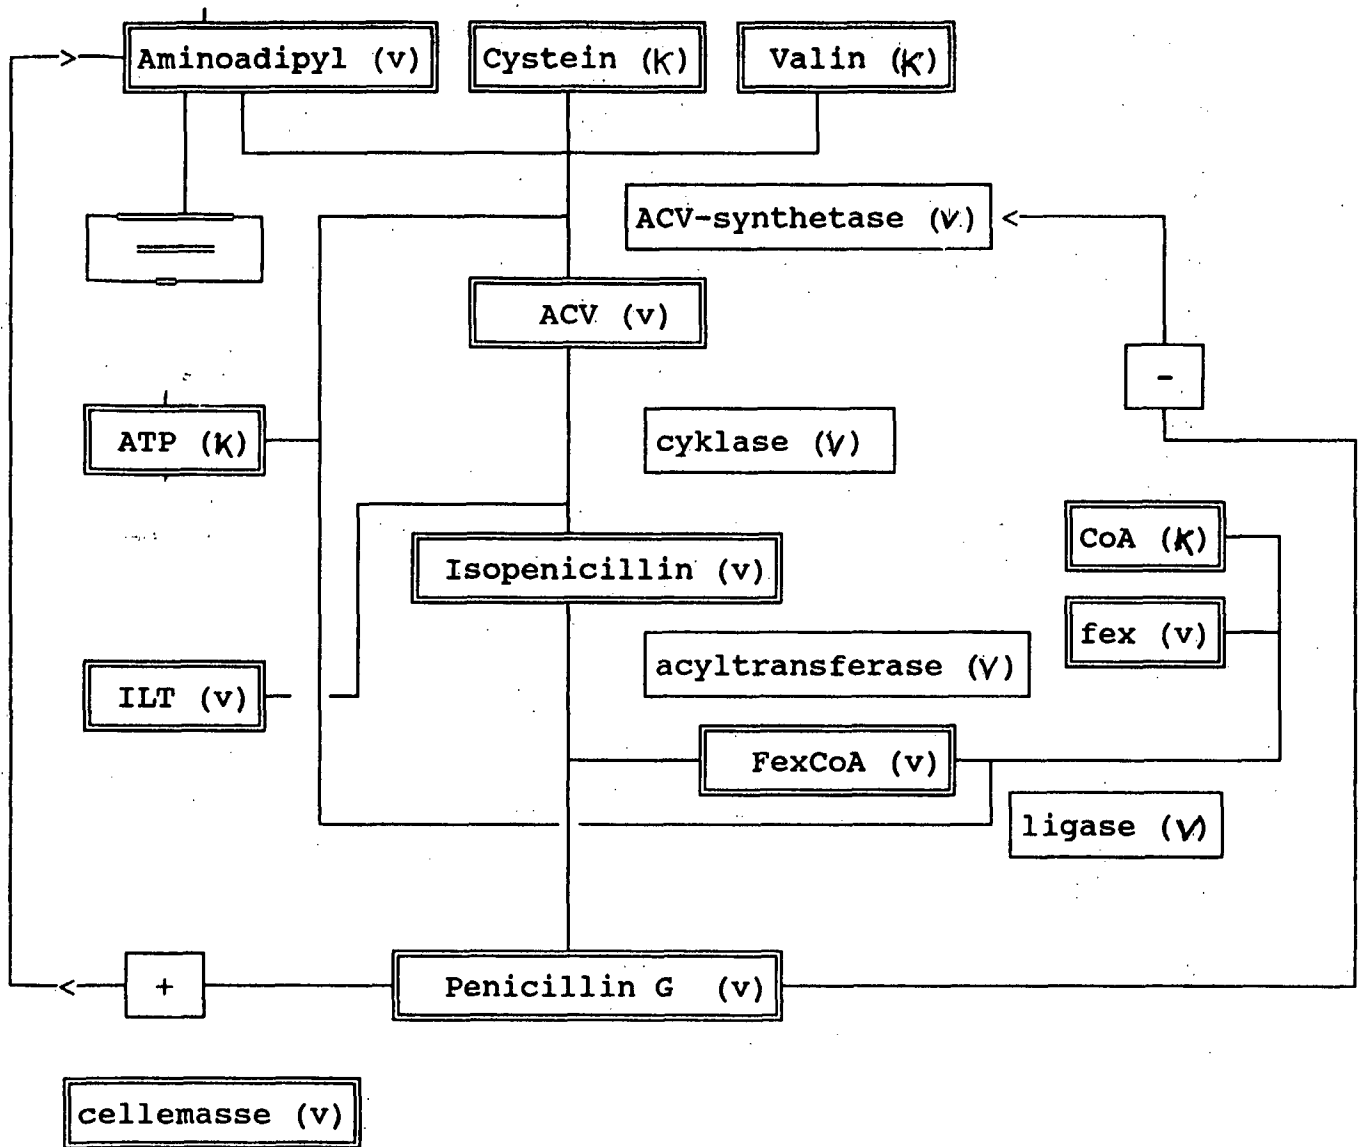 Aminoadipyl (v) Cystein (K) Valin (K)
ACV-synthetase (V)
ACV (v)
-
ATP (K) cyklase (V)
CoA (K)
Isopenicillin (v)
fex (v)
acyltransferase (V)
ILT (v)
FexCoA (v)
ligase (V)
+ Penicillin G (v)
cellemasse (v)